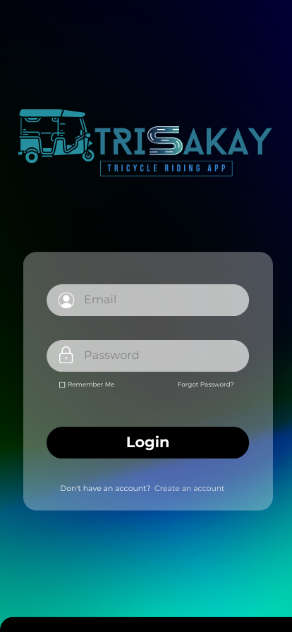 TRISAKAY
TRICYCLE RIDING APP
Email
Password
Remember Me Forgot Password?
Login
Don't have an account? Create an account